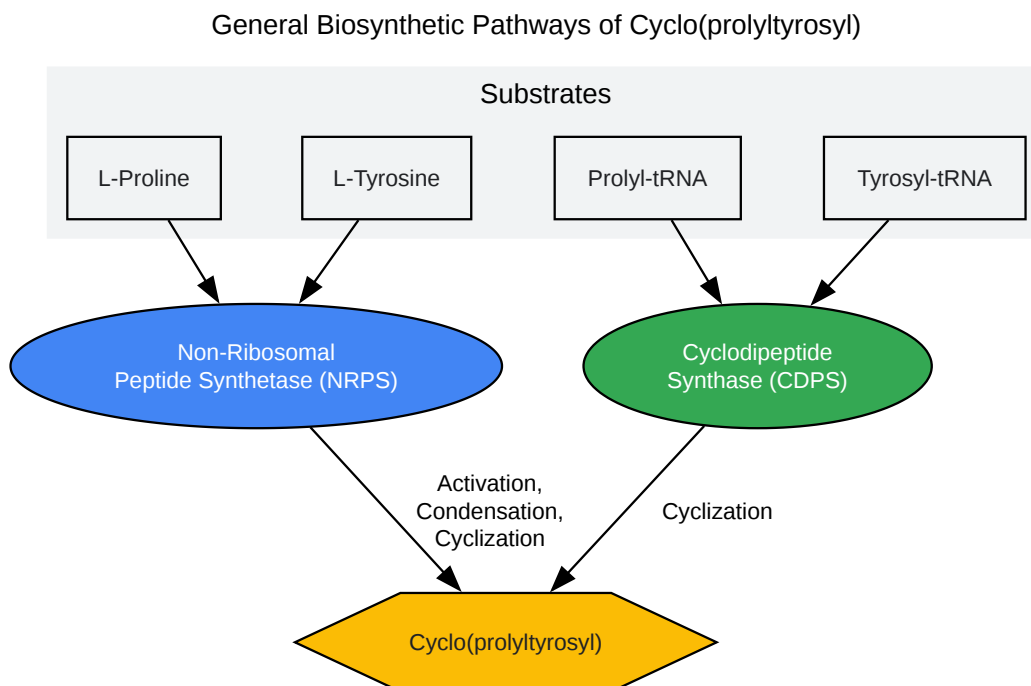 General Biosynthetic Pathways of Cyclo(prolyltyrosyl)
Substrates
L-Proline
L-Tyrosine
Prolyl-tRNA
Tyrosyl-tRNA
Non-Ribosomal
Peptide Synthetase (NRPS)
Cyclodipeptide
Synthase (CDPS)
Activation,
Condensation,
Cyclization
Cyclization
Cyclo(prolyltyrosyl)